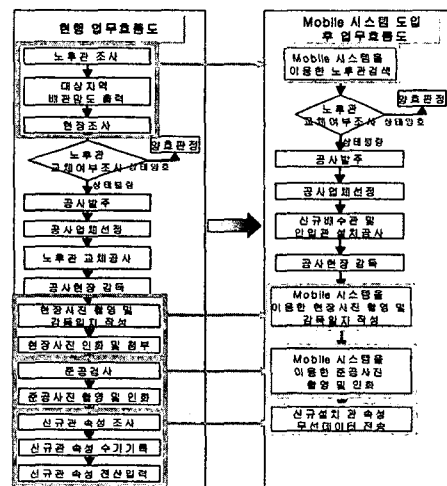 현행 업무흐름도
노후관 조사
대상지역
배관망도 출력
현장조사
양호판정
노후관
교체여부조사
상태양호
상태불량
공사발주
공사업체선정
노후관 교체공사
공사현장 감독
현장사진 촬영 및
감독일지 작성
현장사진 인화 및 첨부
준공검사
준공사진 촬영 및 인화
신규관 속성 조사
신규관 속성 수기기록
신규관 속성 전산입력
Mobile 시스템 도입
후 업무흐름도
Mobile 시스템을
이용한 노후관검색
양호판정
노후관
교체여부조사
상태양호
상태불량
공사발주
공사업체선정
신규배수관 및
인입관 설치공사
공사현장 감독
Mobile 시스템을
이용한 현장사진 촬영 및
감독일지 작성
Mobile 시스템을
이용한 준공사진
촬영 및 인화
신규설치 관 속성
무선데이터 전송